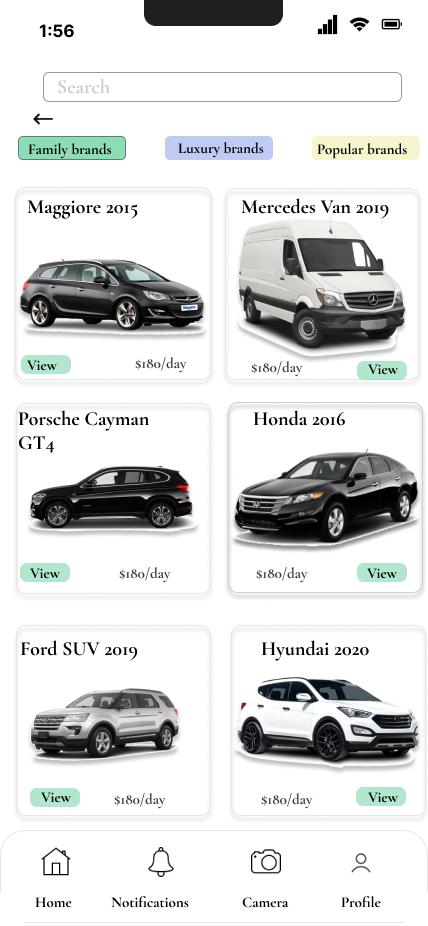 1:56
Search
Family brands
Luxury brands
Popular brands
Maggiore 2015
Mercedes Van 2019
View
$180/day
$180/day
View
Porsche Cayman
GT4
Honda 2016
View
$180/day
$180/day
View
Ford SUV 2019
Hyundai 2020
View
$180/day
$180/day
View
Home
Notifications
Camera
Profile